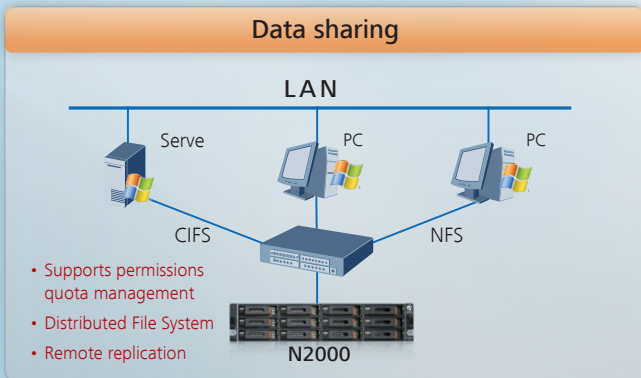 Data sharing
LAN
Serve
PC
PC
CIFS
NFS
• Supports permissions
quota management
• Distributed File System
• Remote replication
N2000